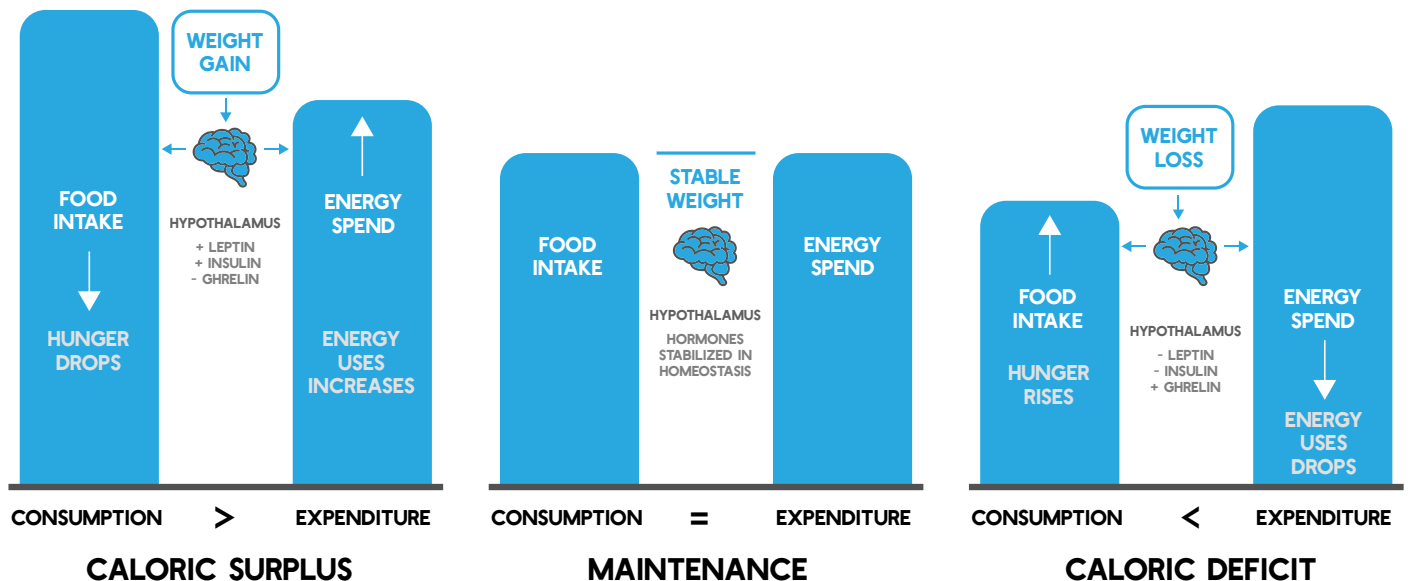 WEIGHT
GAIN
FOOD
INTAKE
HUNGER
DROPS
HYPOTHALAMUS
+ LEPTIN
+ INSULIN
- GHRELIN
ENERGY
SPEND
ENERGY
USES
INCREASES
CONSUMPTION > EXPENDITURE
CALORIC SURPLUS
FOOD
INTAKE
STABLE
WEIGHT
HYPOTHALAMUS
HORMONES
STABILIZED IN
HOMEOSTASIS
ENERGY
SPEND
CONSUMPTION = EXPENDITURE
MAINTENANCE
WEIGHT
LOSS
FOOD
INTAKE
HUNGER
RISES
HYPOTHALAMUS
- LEPTIN
- INSULIN
+ GHRELIN
ENERGY
SPEND
ENERGY
USES
DROPS
CONSUMPTION < EXPENDITURE
CALORIC DEFICIT